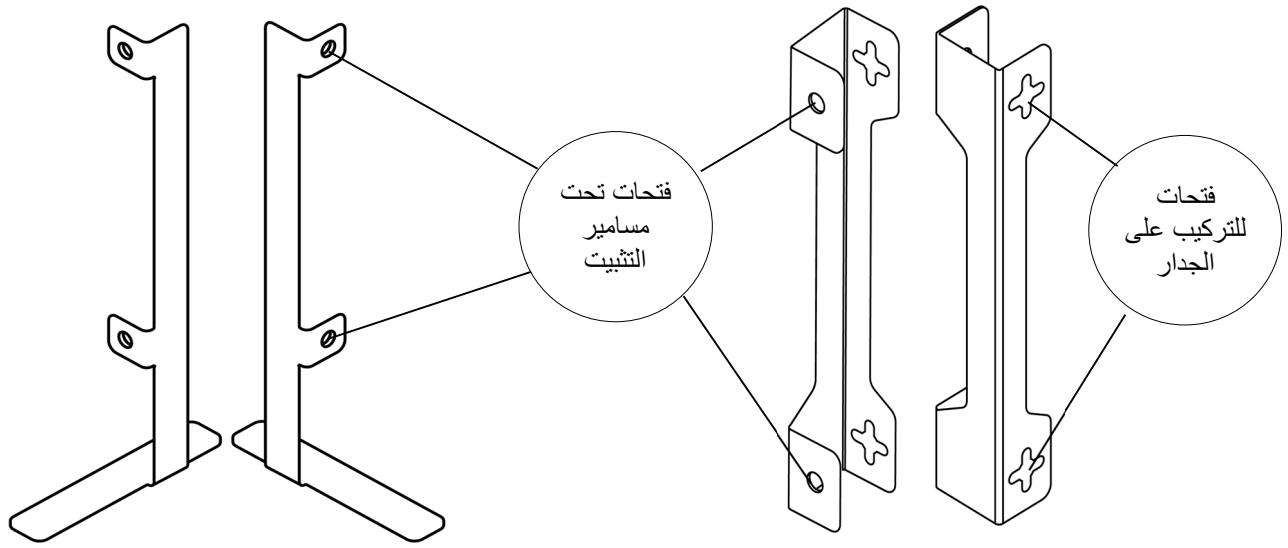 فتحات تحت
مسامير
التثبيت
فتحات
للتركيب على
الجدار